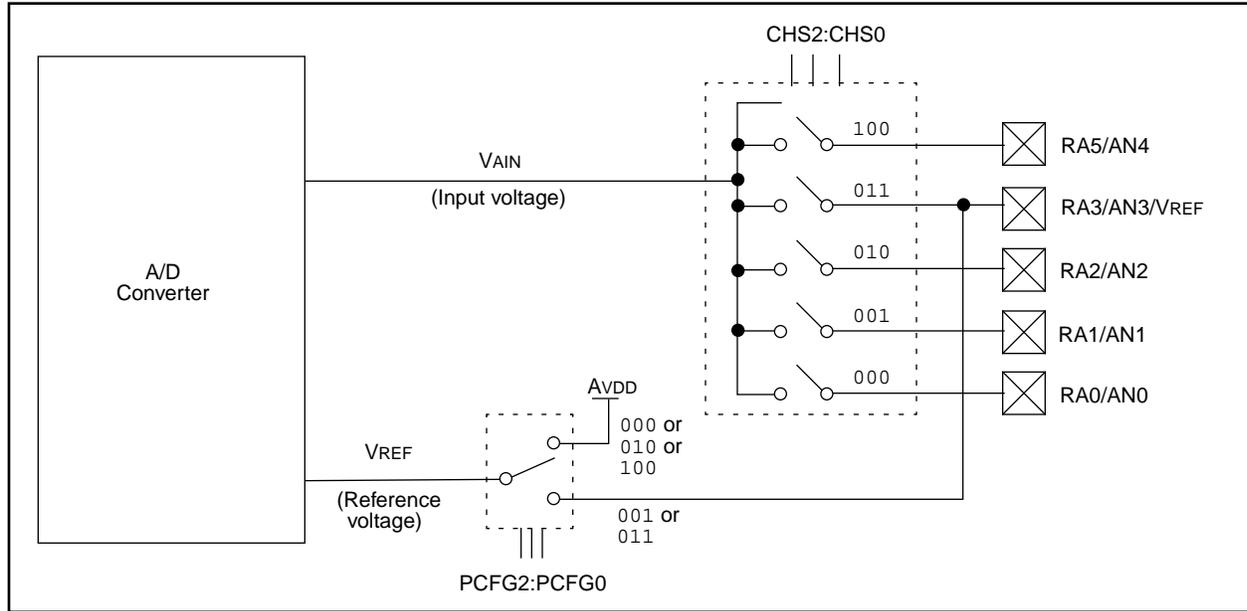 CHS2:CHS0
100
RA5/AN4
VAIN
(Input voltage)
011
RA3/AN3/VREF
A/D
Converter
010
RA2/AN2
001
RA1/AN1
000
RA0/AN0
AVDD
000 or
010 or
100
VREF
(Reference
voltage)
001 or
011
PCFG2:PCFG0